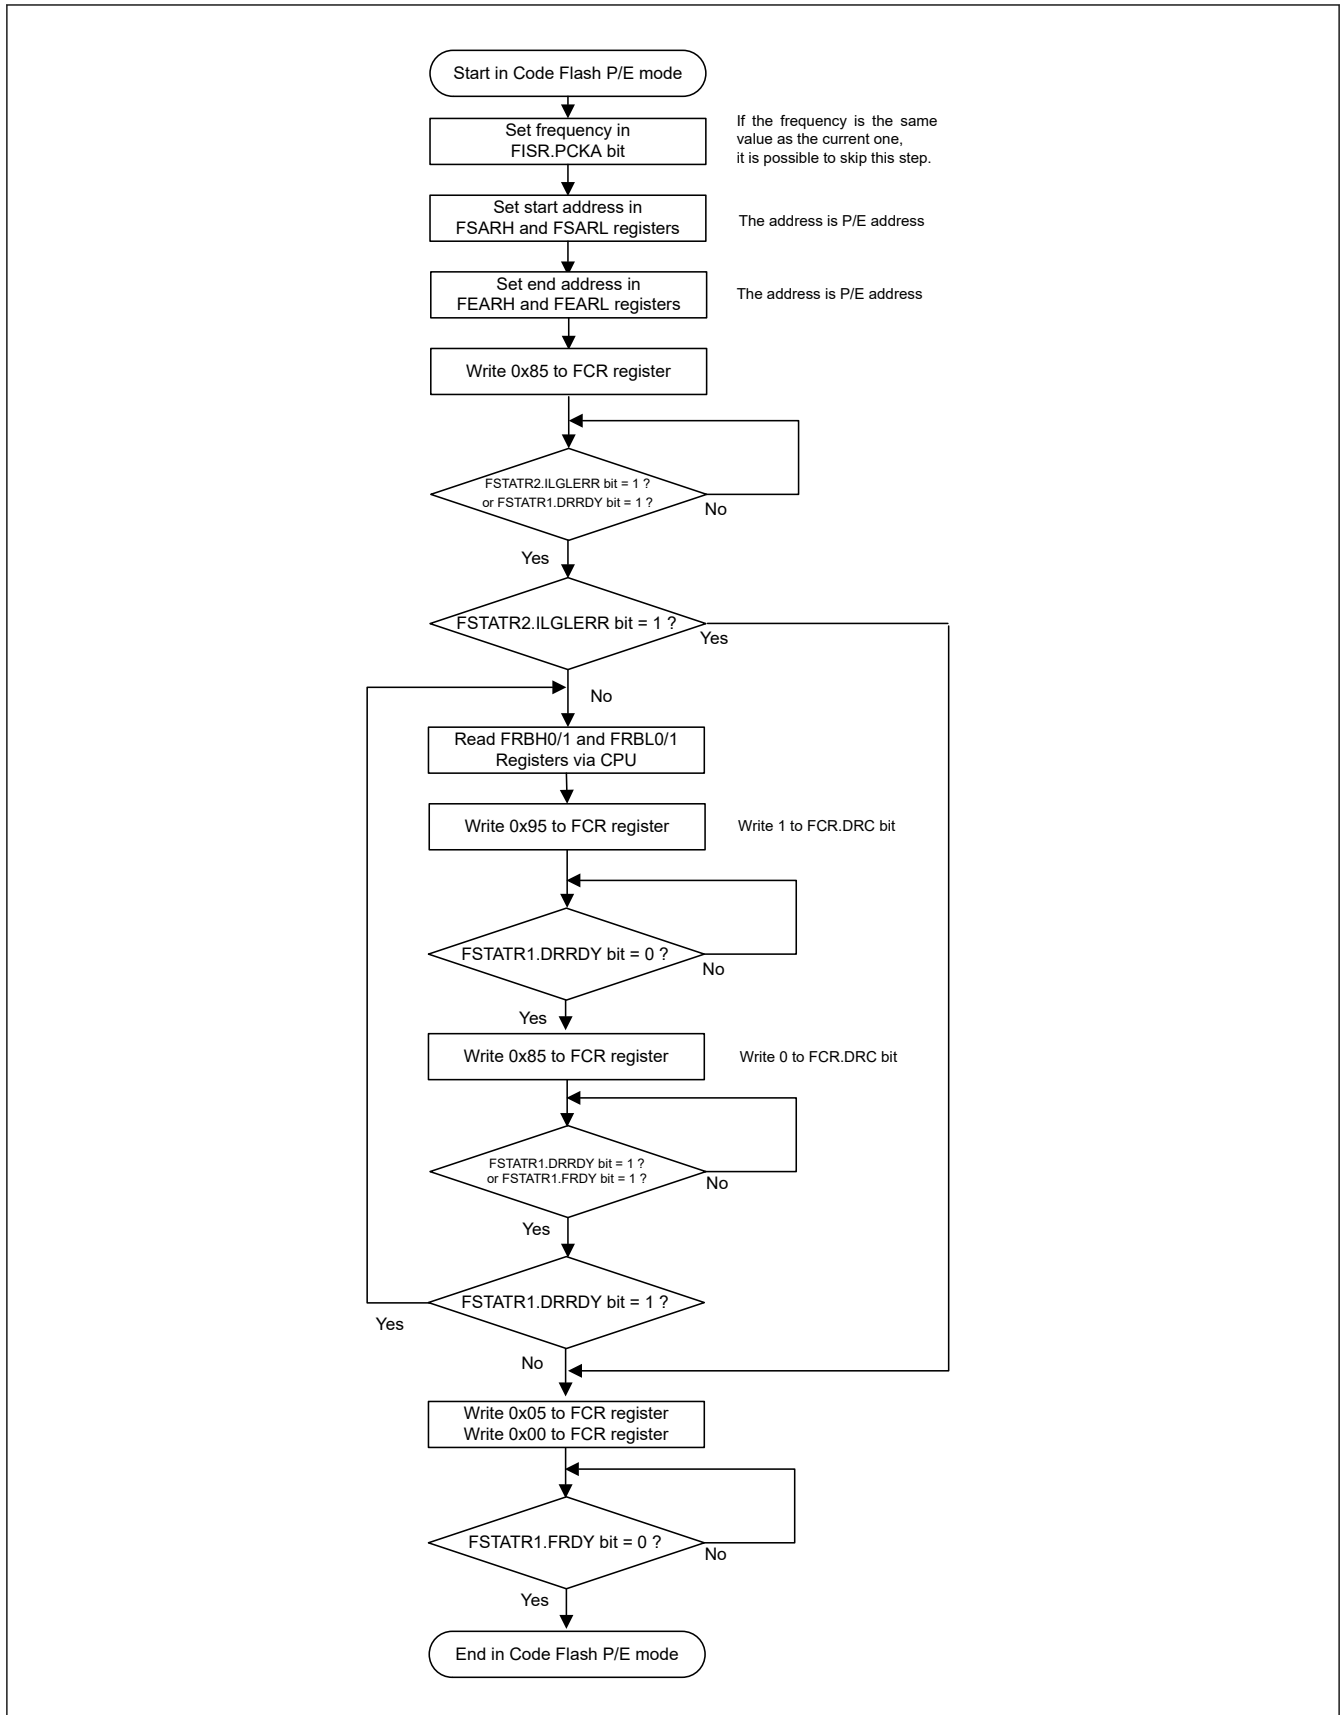 Start in Code Flash P/E mode
Set frequency in
FISR.PCKA bit
If the frequency is the same
value as the current one,
it is possible to skip this step.
Set start address in
FSARH and FSARL registers
The address is P/E address
Set end address in
FEARH and FEARL registers
The address is P/E address
Write 0x85 to FCR register
FSTATR2.ILGLERR bit = 1 ?
or FSTATR1.DRRDY bit = 1 ?
No
Yes
FSTATR2.ILGLERR bit = 1 ?
Yes
No
Read FRBH0/1 and FRBL0/1
Registers via CPU
Write 0x95 to FCR register
Write 1 to FCR.DRC bit
FSTATR1.DRRDY bit = 0 ?
No
Yes
Write 0x85 to FCR register
Write 0 to FCR.DRC bit
FSTATR1.DRRDY bit = 1 ?
or FSTATR1.FRDY bit = 1 ?
No
Yes
FSTATR1.DRRDY bit = 1 ?
Yes
No
Write 0x05 to FCR register
Write 0x00 to FCR register
FSTATR1.FRDY bit = 0 ?
No
Yes
End in Code Flash P/E mode